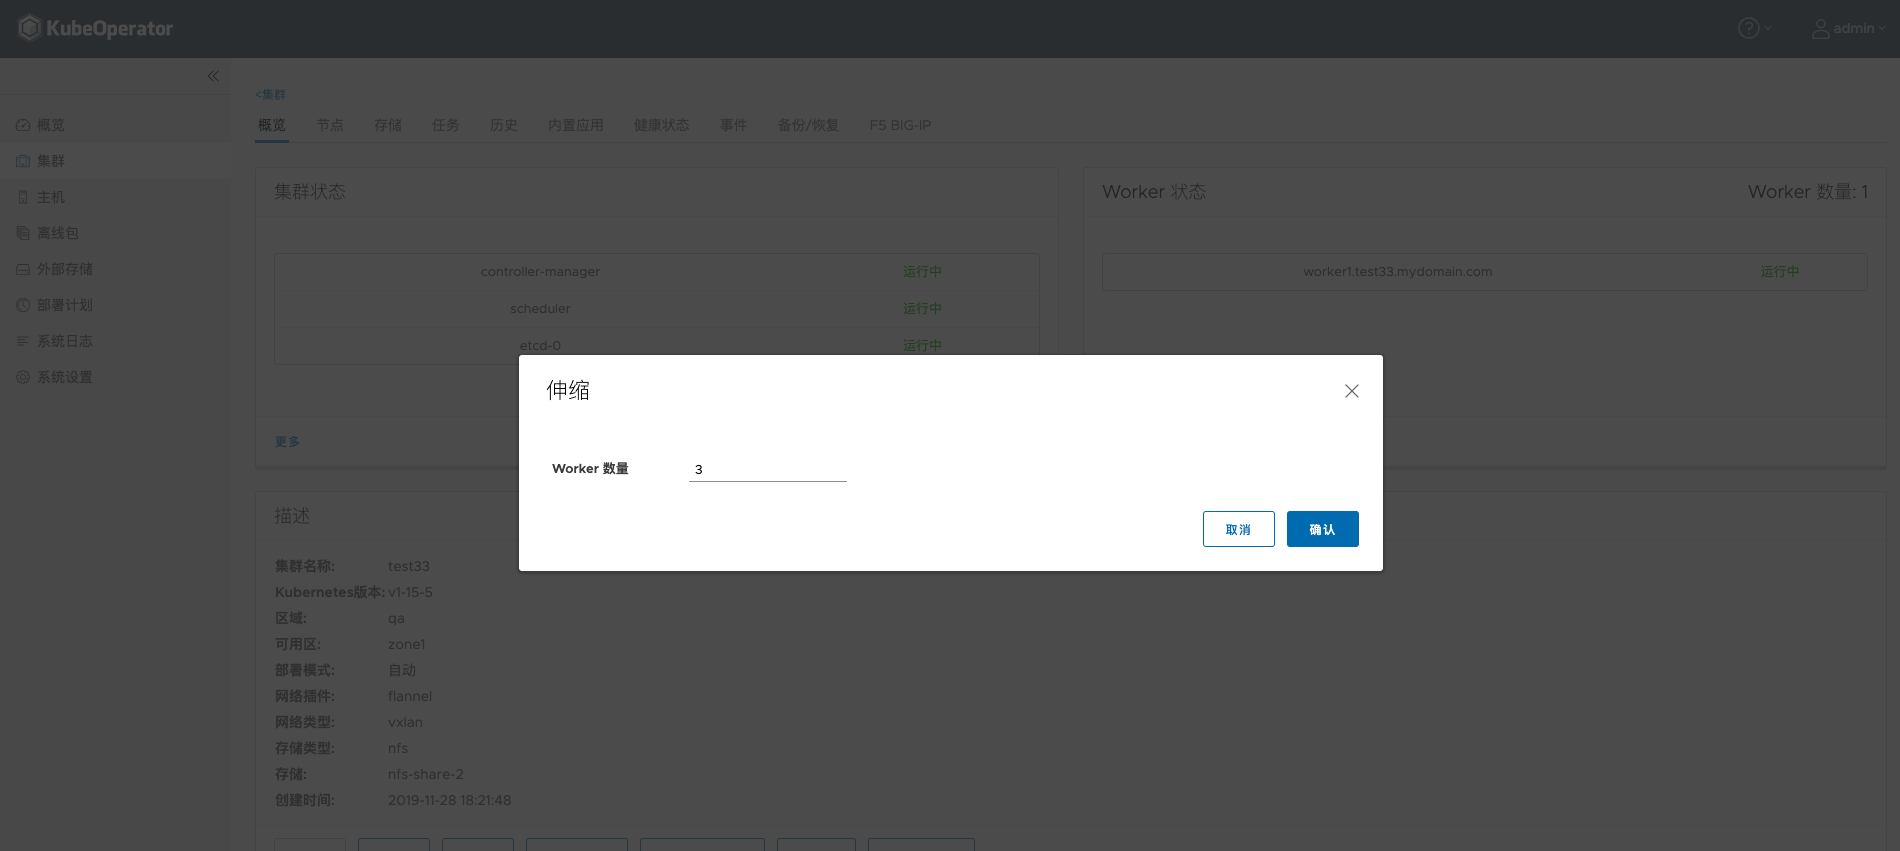 KubeOperator
admin
概览
集群
主机
离线包
外部存储
部署计划
系统日志
系统设置
<集群
概览 节点 存储 任务 历史 内置应用 健康状态 事件 备份/恢复 F5 BIG-IP
集群状态
controller-manager 运行中
scheduler 运行中
etcd-0 运行中
更多
Worker 状态 Worker 数量: 1
worker1.test33.mydomain.com 运行中
伸缩
Worker 数量 3
取消 确认
描述
集群名称: test33
Kubernetes版本: v1-15-5
区域: qa
可用区: zone1
部署模式: 自动
网络插件: flannel
网络类型: vxlan
存储类型: nfs
存储: nfs-share-2
创建时间: 2019-11-28 18:21:48